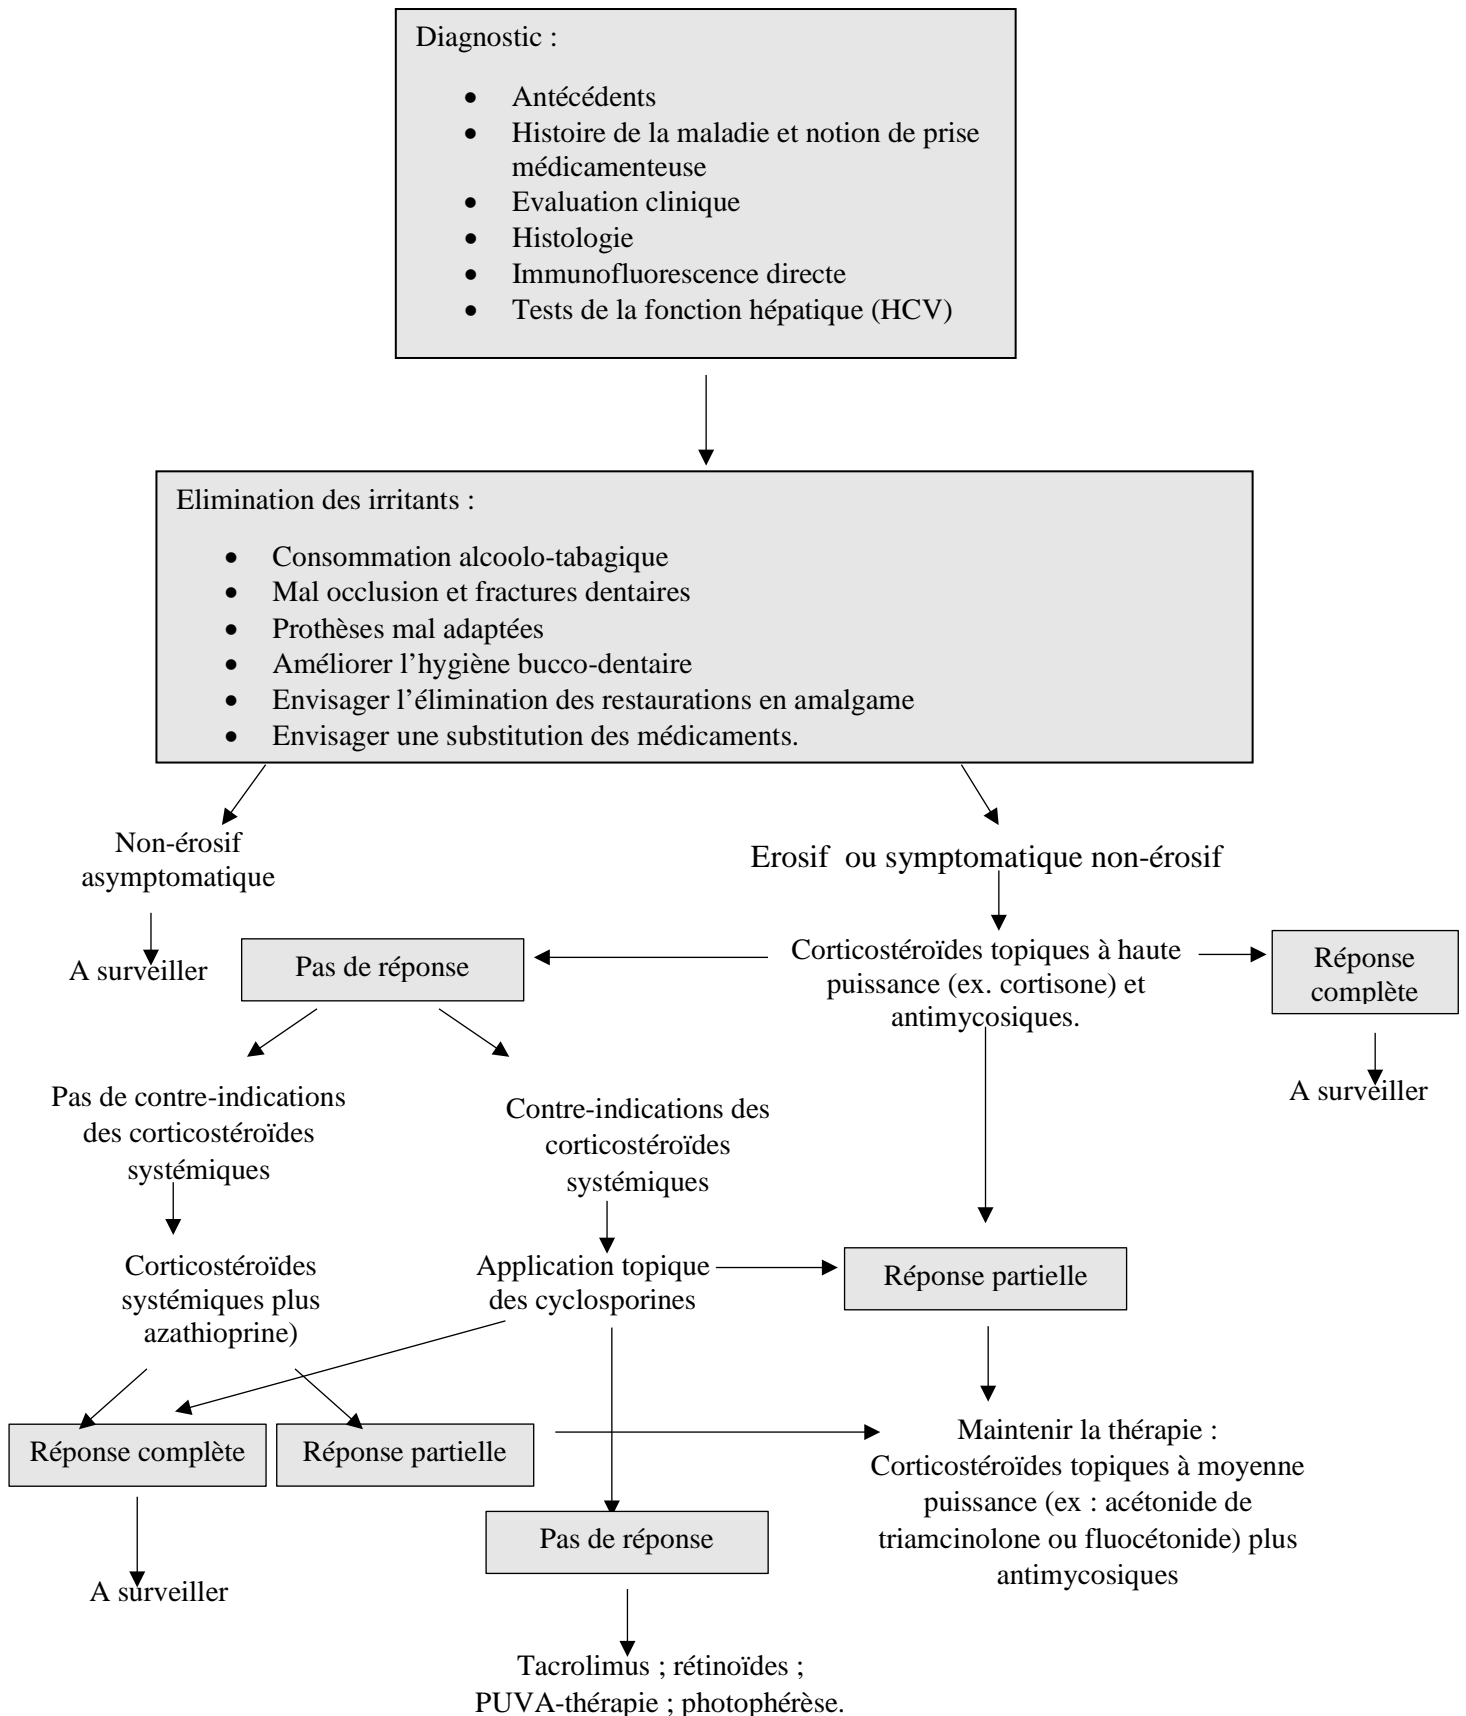 Diagnostic :
• Antécédents
• Histoire de la maladie et notion de prise
médicamenteuse
• Evaluation clinique
• Histologie
• Immunofluorescence directe
• Tests de la fonction hépatique (HCV)
Elimination des irritants :
• Consommation alcoolo-tabagique
• Mal occlusion et fractures dentaires
• Prothèses mal adaptées
• Améliorer l’hygiène bucco-dentaire
• Envisager l’élimination des restaurations en amalgame
• Envisager une substitution des médicaments.
Non-érosif
asymptomatique
A surveiller
Erosif ou symptomatique non-érosif
Corticostéroïdes topiques à haute
puissance (ex. cortisone) et
antimycosiques.
Réponse
complète
A surveiller
Pas de réponse
Pas de contre-indications
des corticostéroïdes
systémiques
Contre-indications des
corticostéroïdes
systémiques
Corticostéroïdes
systémiques plus
azathioprine)
Application topique
des cyclosporines
Réponse partielle
Réponse complète
Réponse partielle
Maintenir la thérapie :
Corticostéroïdes topiques à moyenne
puissance (ex : acétonide de
triamcinolone ou fluocétonide) plus
antimycosiques
A surveiller
Pas de réponse
Tacrolimus ; rétinoïdes ;
PUVA-thérapie ; photophérèse.